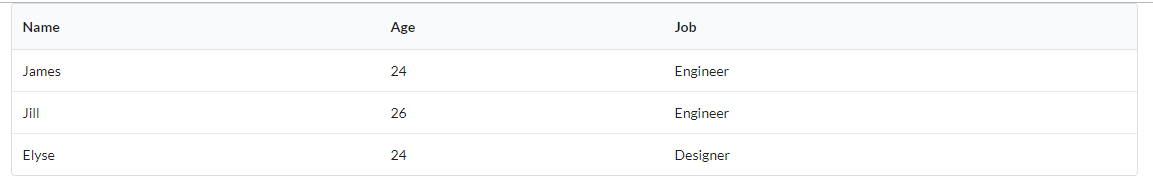 Name Age Job
James 24 Engineer
Jill 26 Engineer
Elyse 24 Designer